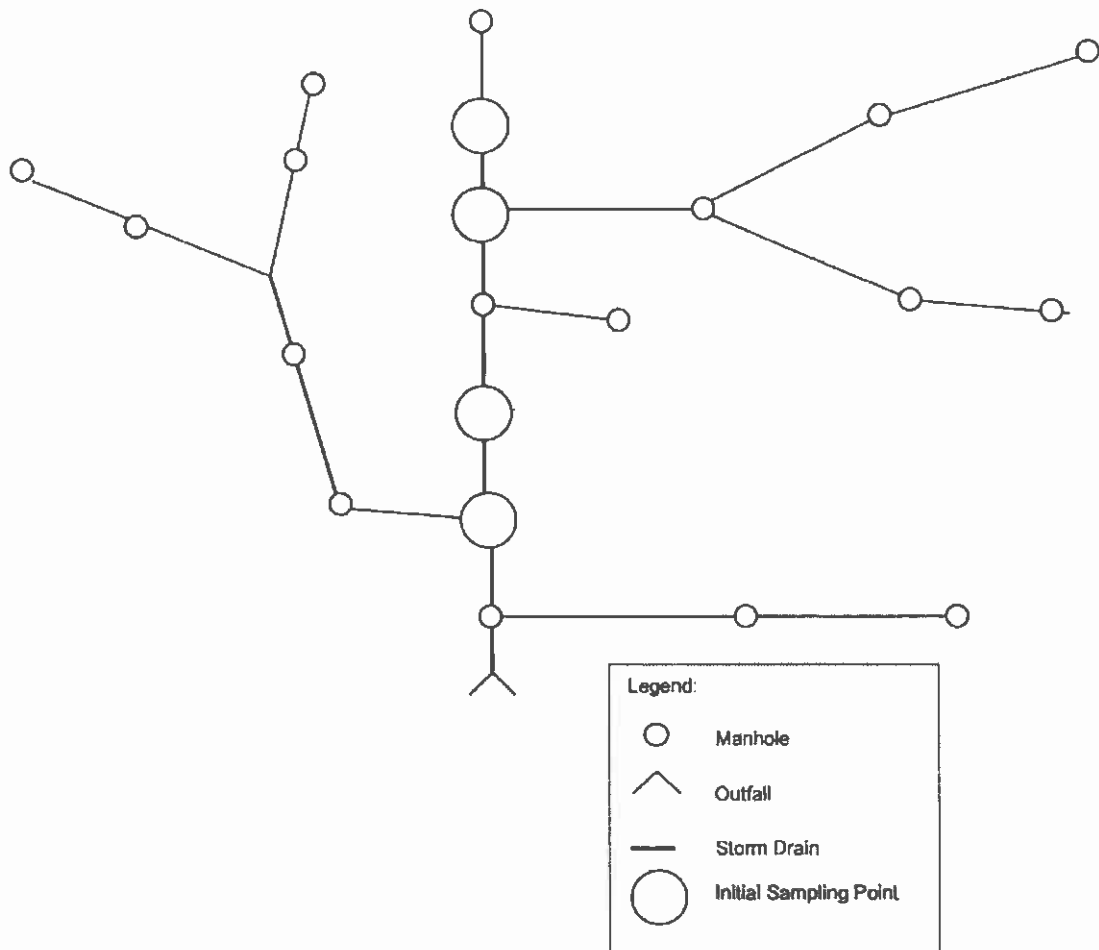 Legend:
Manhole
Outfall
Storm Drain
Initial Sampling Point